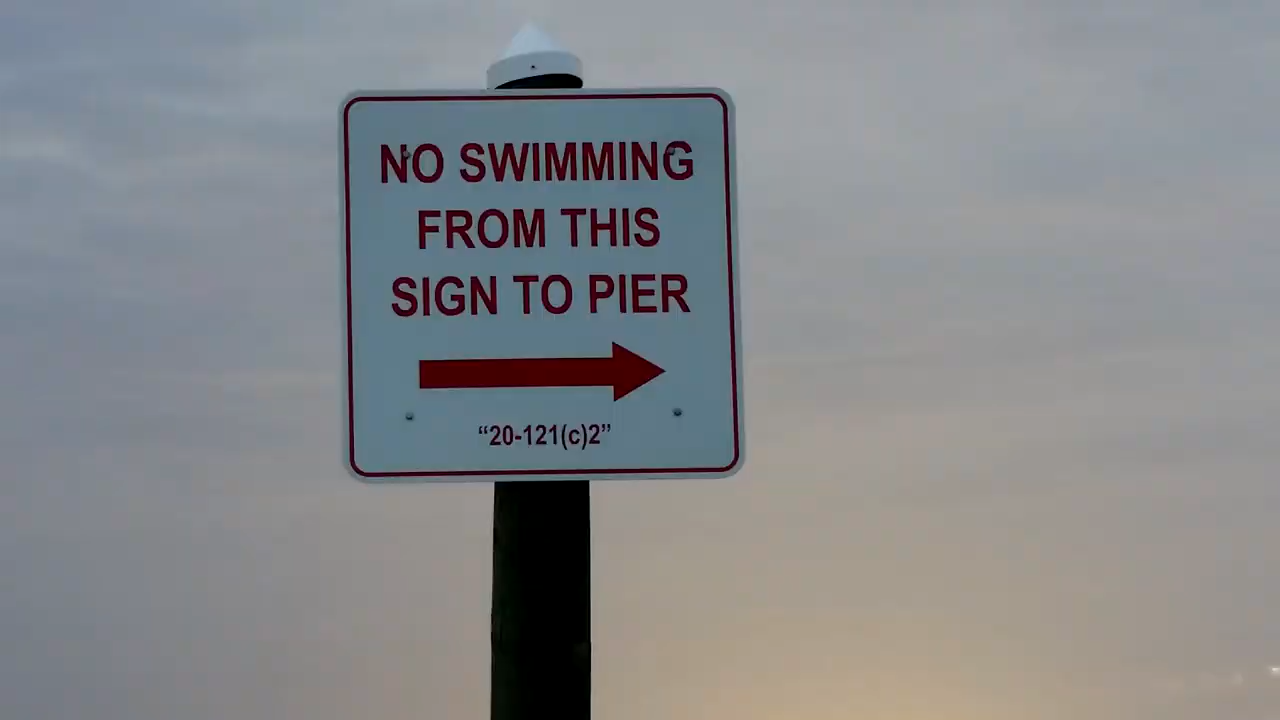 NO SWIMMING
FROM THIS
SIGN TO PIER
“20-121(c)2”